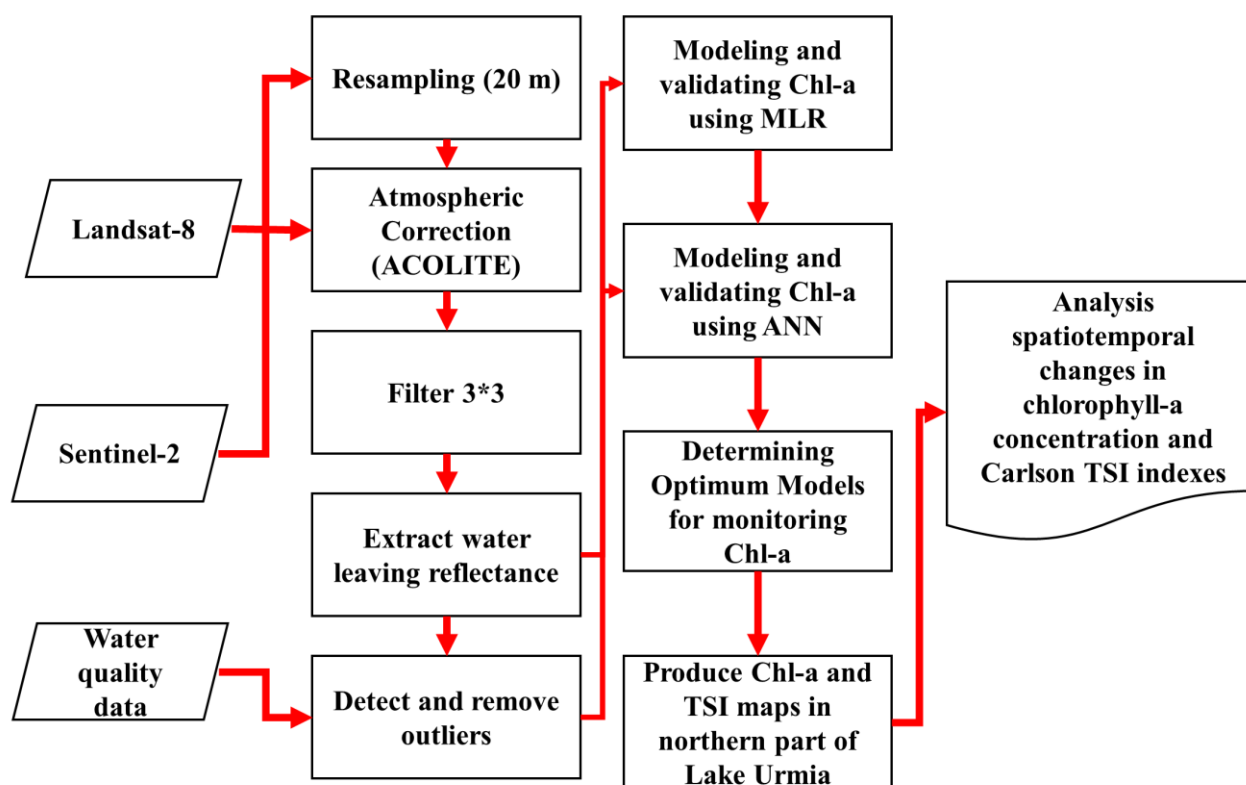 Landsat-8
Sentinel-2
Water
quality
data
Resampling (20 m)
Atmospheric
Correction
(ACOLITE)
Filter 3*3
Extract water
leaving reflectance
Detect and remove
outliers
Modeling and
validating Chl-a
using MLR
Modeling and
validating Chl-a
using ANN
Determining
Optimum Models
for monitoring
Chl-a
Produce Chl-a and
TSI maps in
northern part of
Lake Urmia
Analysis
spatiotemporal
changes in
chlorophyll-a
concentration and
Carlson TSI indexes